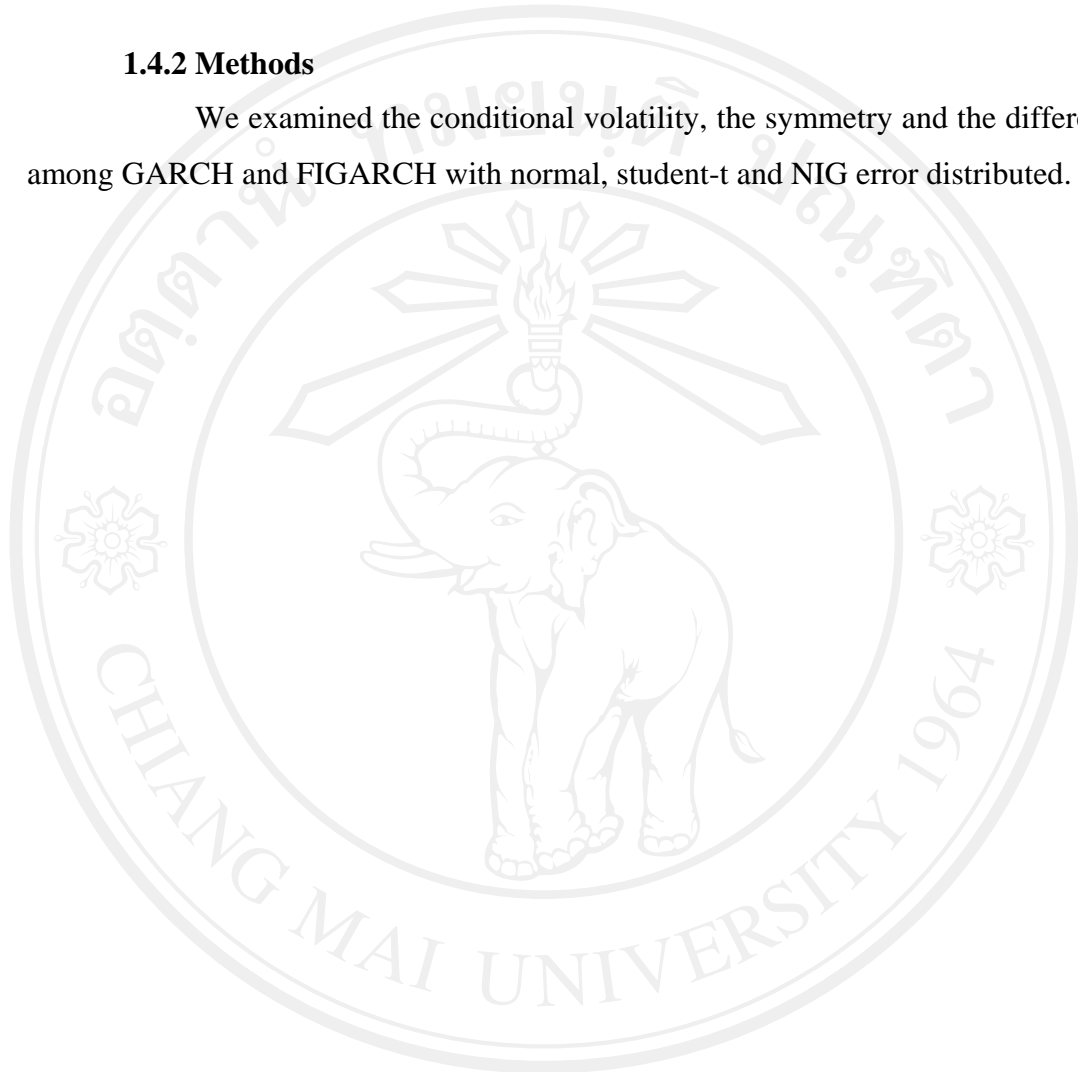 1.4.2 Methods
We examined the conditional volatility, the symmetry and the differe
among GARCH and FIGARCH with normal, student-t and NIG error distributed.
CHIANG MAI UNIVERSITY 1964